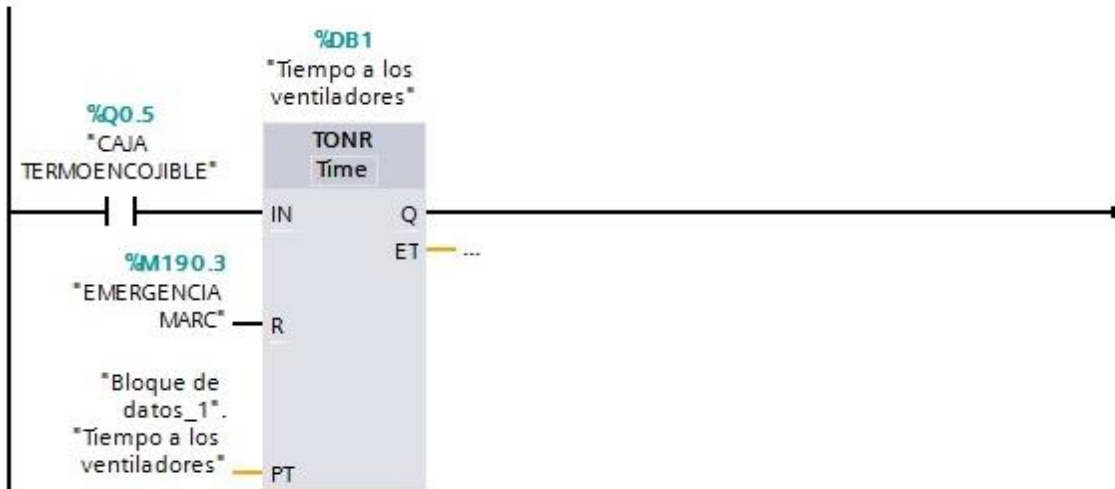 %DB1
"Tiempo a los
ventiladores"
%Q0.5
"CAJA
TERMOENCOJIBLE"
TONR
Time
IN
Q
ET
...
%M190.3
"EMERGENCIA
MARC"
R
"Bloque de
datos_1".
"Tiempo a los
ventiladores"
PT